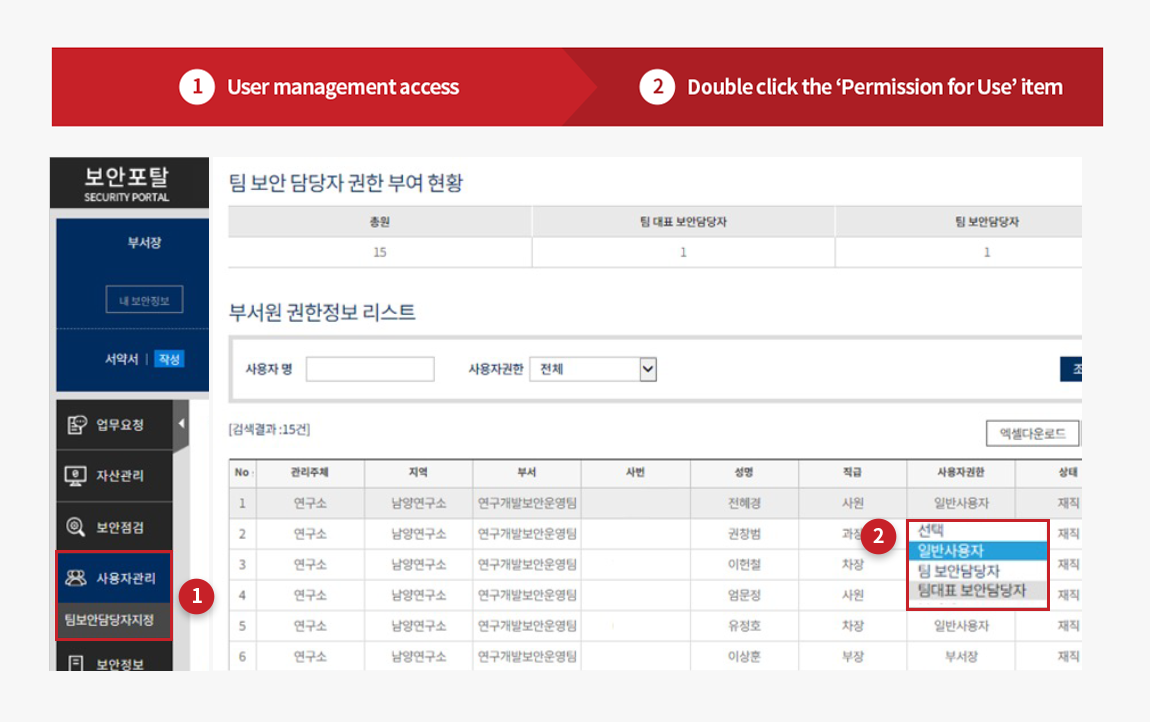 1 User management access
2 Double click the ‘Permission for Use’ item
보안포탈
SECURITY PORTAL
부서장
내 보안정보
서약서 | 작성
업무요청
자산관리
보안점검
사용자관리
1
팀보안담당자지정
보안정보
팀 보안 담당자 권한 부여 현황
총원 팀 대표 보안담당자 팀 보안담당자
15 1 1
부서원 권한정보 리스트
사용자 명 사용자권한 전체
[검색결과 :15건] 엑셀다운로드
No 관리주체 지역 부서 사번 성명 직급 사용자권한 상태
1 연구소 남양연구소 연구개발보안운영팀 전혜경 사원 일반사용자 재직
2 연구소 남양연구소 연구개발보안운영팀 권창범 과장 재직
3 연구소 남양연구소 연구개발보안운영팀 이헌철 차장 재직
4 연구소 남양연구소 연구개발보안운영팀 엄문정 사원 재직
5 연구소 남양연구소 연구개발보안운영팀 유정호 차장 일반사용자 재직
6 연구소 남양연구소 연구개발보안운영팀 이상훈 부장 부서장 재직
2
선택
일반사용자
팀 보안담당자
팀대표 보안담당자